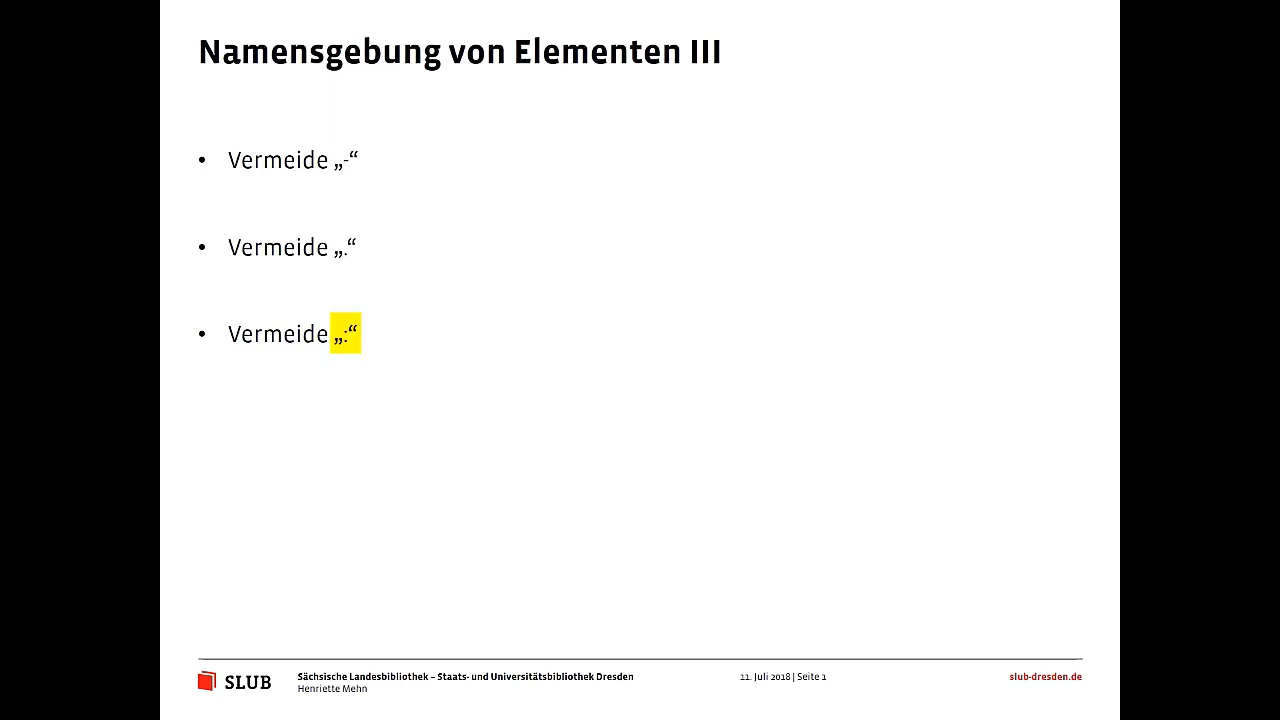 Namensgebung von Elementen III
• Vermeide „-“
• Vermeide „.“
• Vermeide „:“
SLUB
Sächsische Landesbibliothek – Staats- und Universitätsbibliothek Dresden
Henriette Mehn
11. Juli 2018 | Seite 1
slub-dresden.de